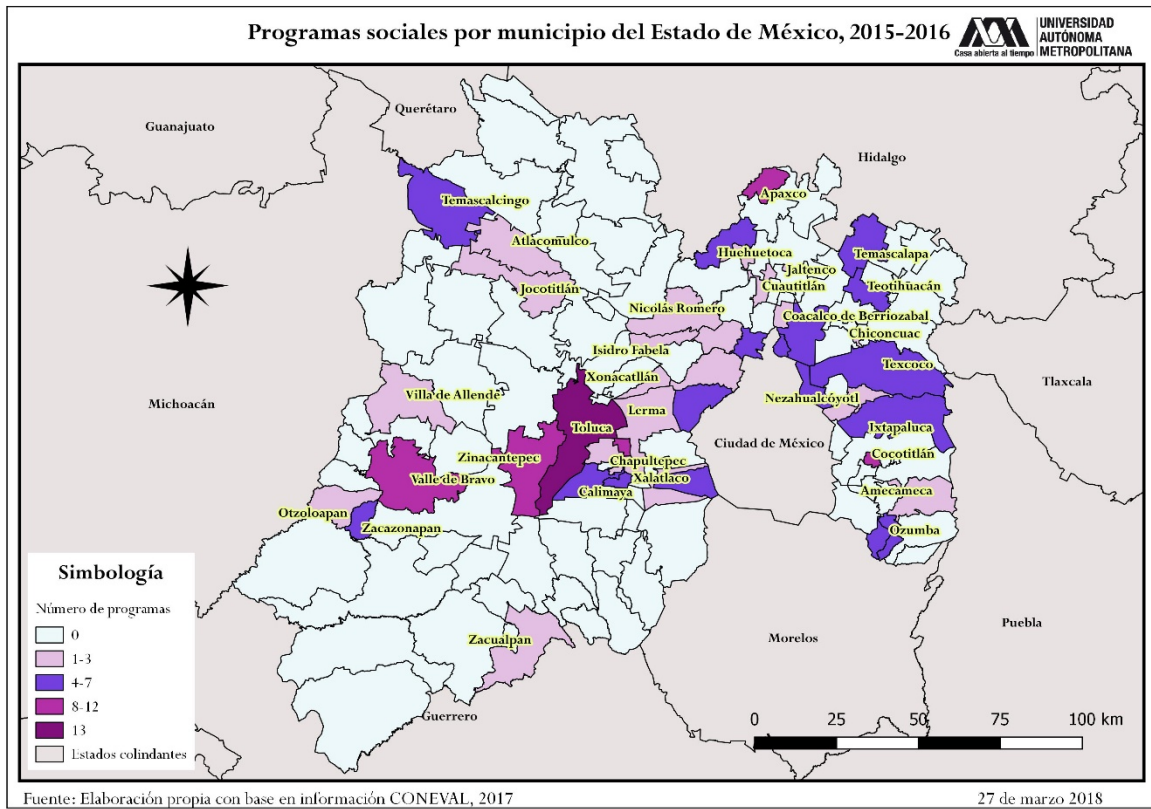 Programas sociales por municipio del Estado de México, 2015-2016
Casa abierta al tiempo
UNIVERSIDAD
AUTÓNOMA
METROPOLITANA
Querétaro
Guanajuato
Hidalgo
Apaxco
Temascalcingo
Atlacomulco
Huehuetoca
Temascalapa
Jaltenco
Teotihuacán
Cuautitlán
Jocotitlán
Nicolás Romero
Coacalco de Berriozabal
Chiconcuac
Isidro Fabela
Texcoco
Xonacatllán
Tlaxcala
Villa de Allende
Nezahualcóyotl
Michoacán
Lerma
Toluca
Ixtapaluca
Ciudad de México
Zinacantepec
Chapultepec
Cocotitlán
Valle de Bravo
Xalatlaco
Calimaya
Amecameca
Otzoloapan
Zacazonapan
Ozumba
Simbología
Número de programas
0
1-3
4-7
8-12
13
Estados colindantes
Zacualpan
Morelos
Puebla
Guerrero
0 25 50 75 100 km
Fuente: Elaboración propia con base en información CONEVAL, 2017
27 de marzo 2018